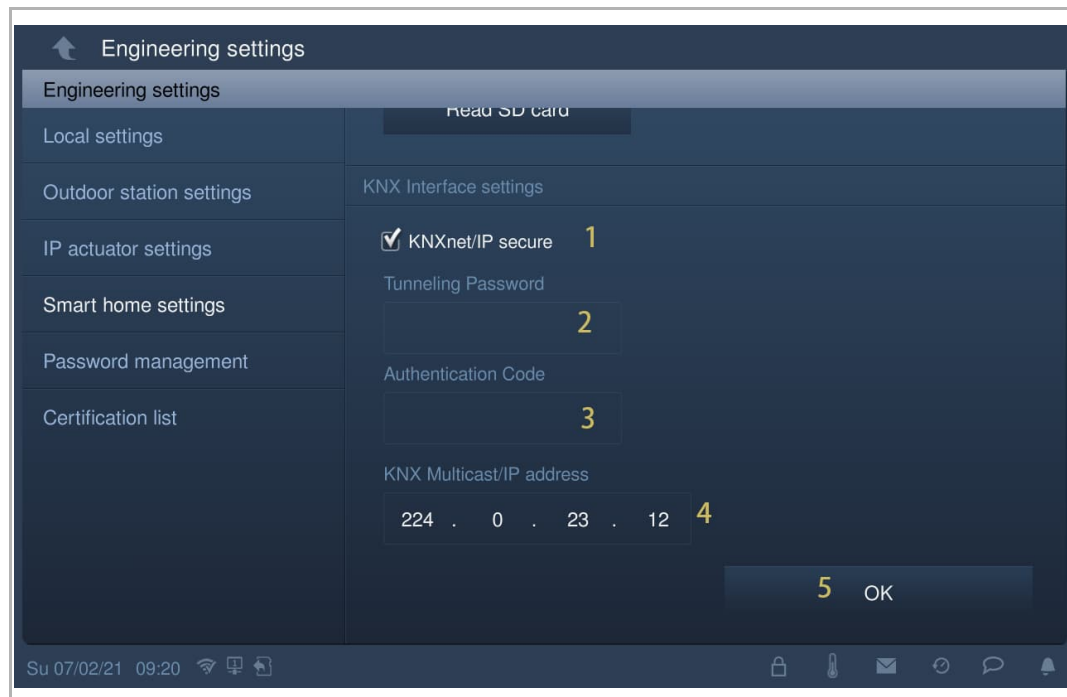 Engineering settings
Engineering settings
Local settings
Outdoor station settings
IP actuator settings
Smart home settings
Password management
Certification list
Read SD card
KNX Interface settings
KNXnet/IP secure 1
Tunneling Password
2
Authentication Code
3
KNX Multicast/IP address
224 . 0 . 23 . 12 4
5 OK
Su 07/02/21 09:20